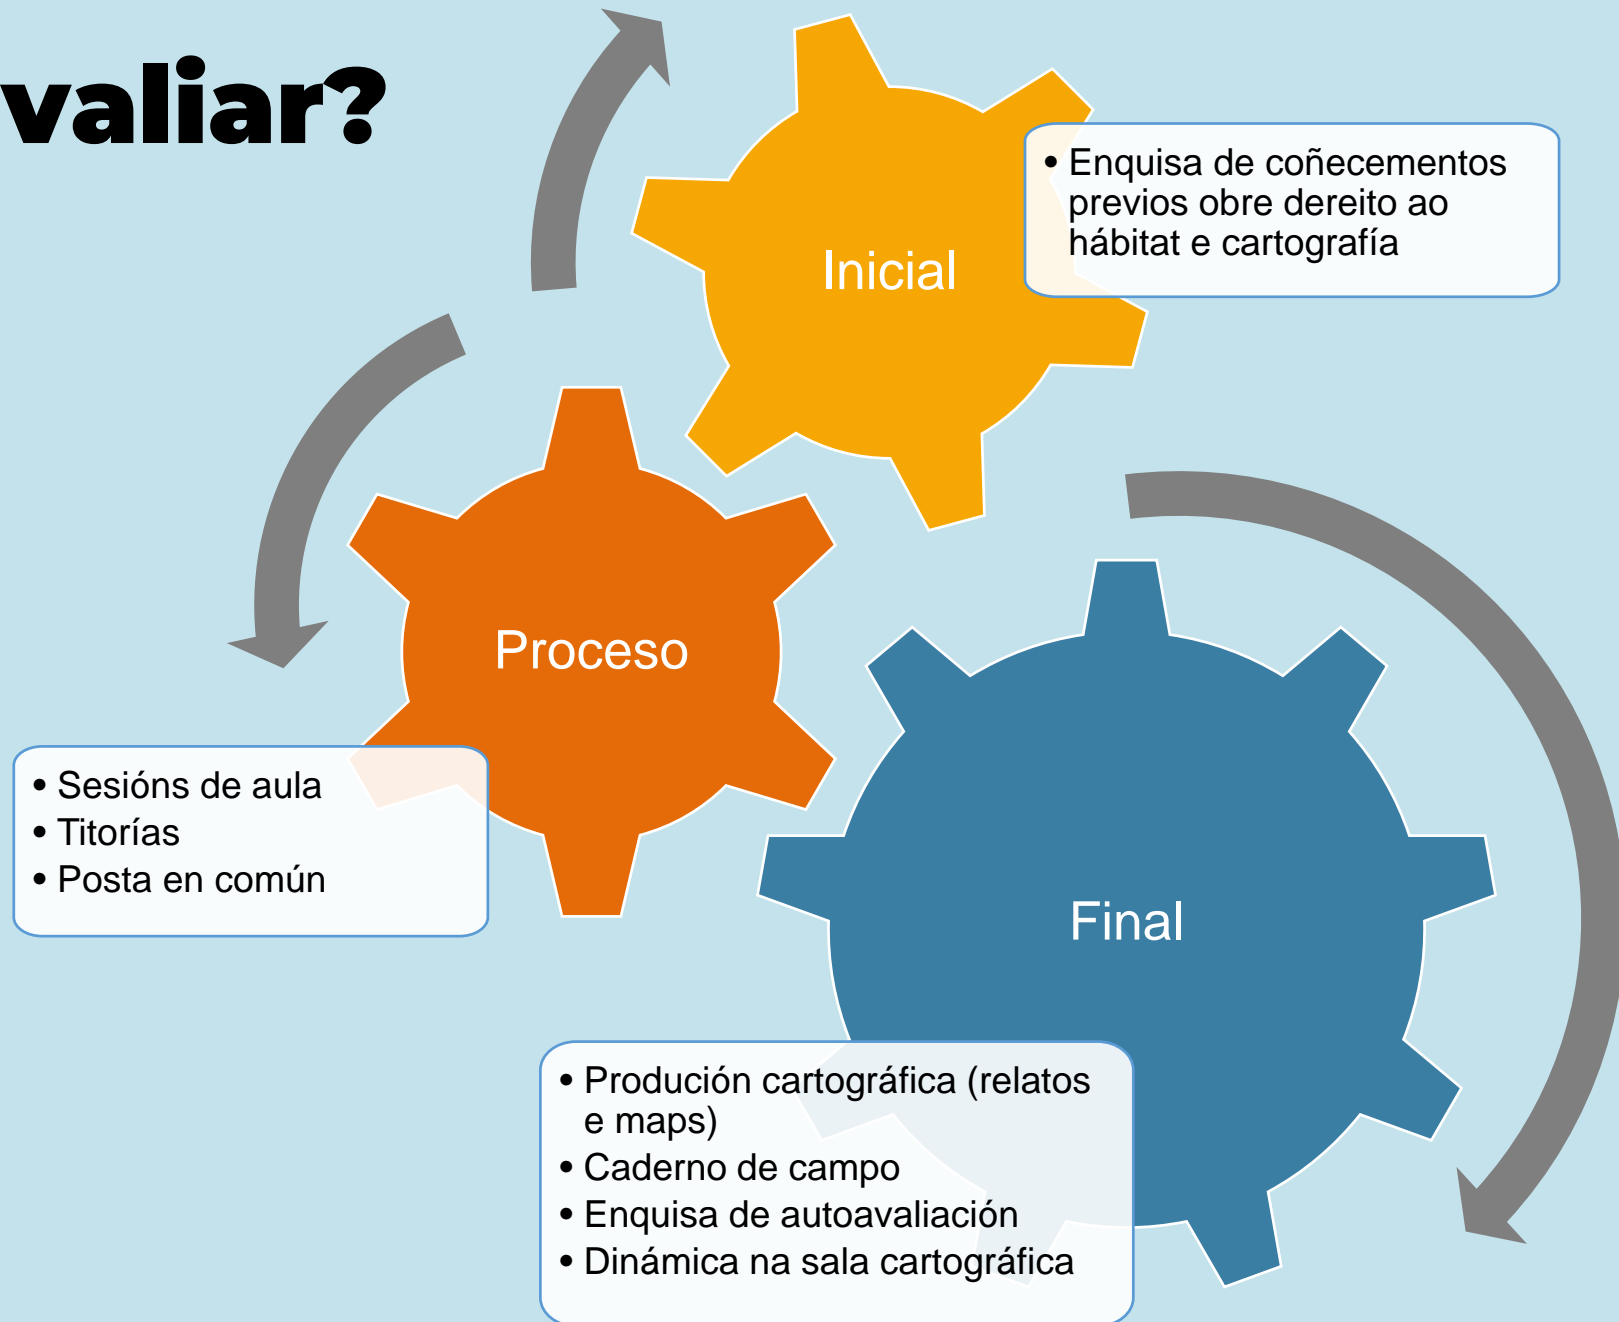 valiar?
Inicial
• Enquisa de coñecementos
previos obre dereito ao
hábitat e cartografía
Proceso
• Sesións de aula
• Titorías
• Posta en común
Final
• Produción cartográfica (relatos
e maps)
• Caderno de campo
• Enquisa de autoavaliación
• Dinámica na sala cartográfica